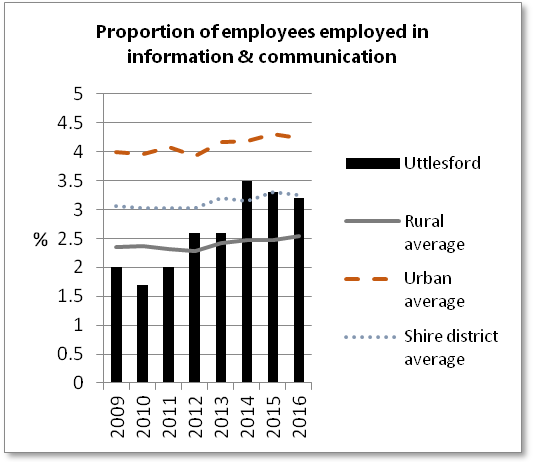 Proportion of employees employed in
information & communication
5
4.5
4
3.5
3
2.5
2
1.5
1
0.5
0
%
2009
2010
2011
2012
2013
2014
2015
2016
Uttlesford
Rural
average
Urban
average
Shire district
average